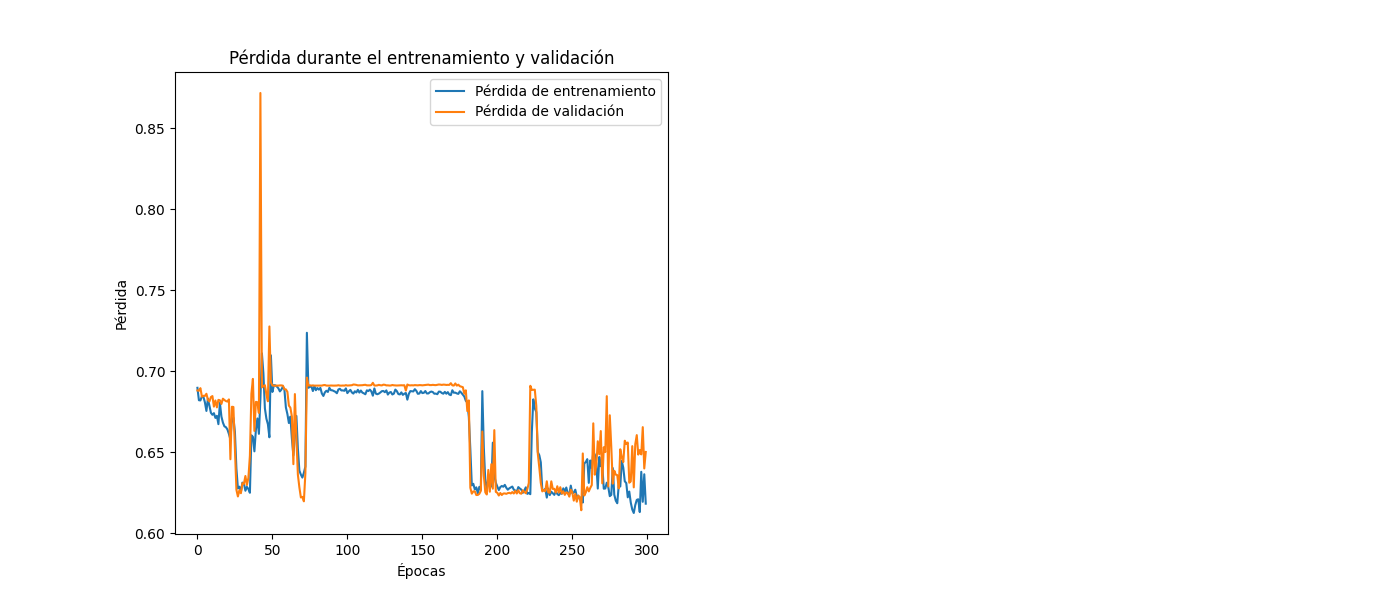 Pérdida durante el entrenamiento y validación
Pérdida de entrenamiento
Pérdida de validación
0.85
0.80
0.75
0.70
0.65
0.60
Pérdida
0 50 100 150 200 250 300
Épocas